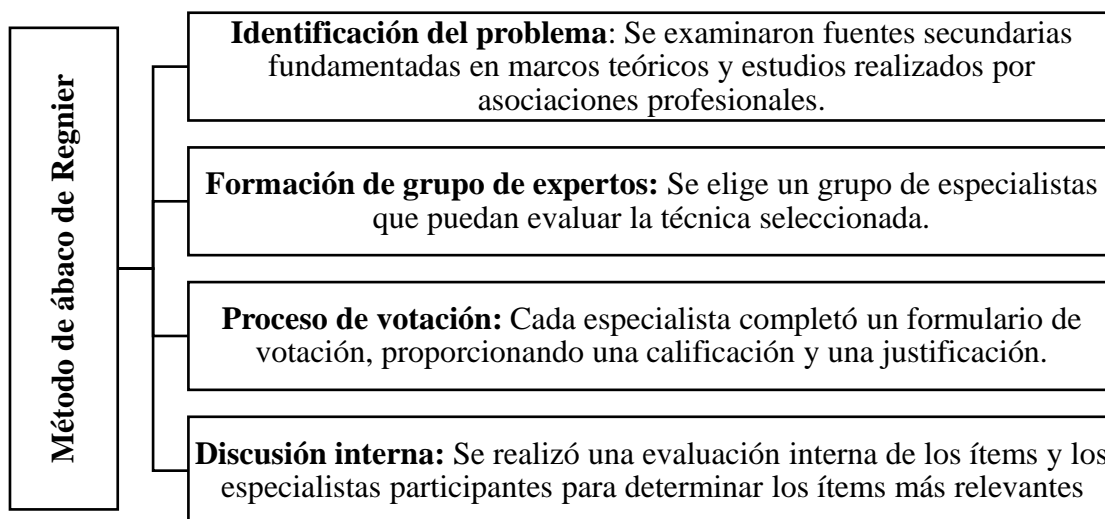 Método de ábaco de Regnier
Identificación del problema: Se examinaron fuentes secundarias
fundamentadas en marcos teóricos y estudios realizados por
asociaciones profesionales.
Formación de grupo de expertos: Se elige un grupo de especialistas
que puedan evaluar la técnica seleccionada.
Proceso de votación: Cada especialista completó un formulario de
votación, proporcionando una calificación y una justificación.
Discusión interna: Se realizó una evaluación interna de los ítems y los
especialistas participantes para determinar los ítems más relevantes